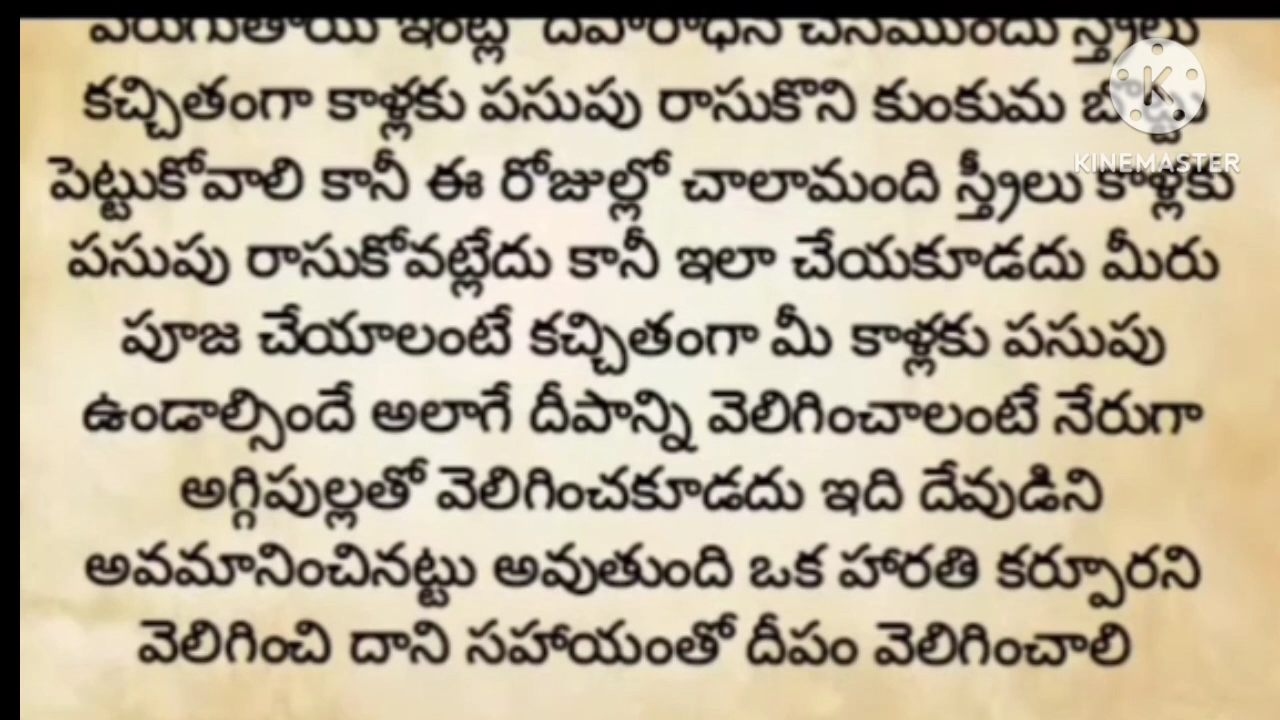 పెరుగుతాయి ఇంట్లో దీపారాధన చేసేముందు స్త్రీలు
కచ్చితంగా కాళ్లకు పసుపు రాసుకొని కుంకుమ బొట్టు
పెట్టుకోవాలి కానీ ఈ రోజుల్లో చాలామంది స్త్రీలు కాళ్లకు
పసుపు రాసుకోవట్లేదు కానీ ఇలా చేయకూడదు మీరు
పూజ చేయాలంటే కచ్చితంగా మీ కాళ్లకు పసుపు
ఉండాల్సిందే అలాగే దీపాన్ని వెలిగించాలంటే నేరుగా
అగ్గిపుల్లతో వెలిగించకూడదు ఇది దేవుడిని
అవమానించినట్టు అవుతుంది ఒక హారతి కర్పూరని
వెలిగించి దాని సహాయంతో దీపం వెలిగించాలి
K
KINEMASTER